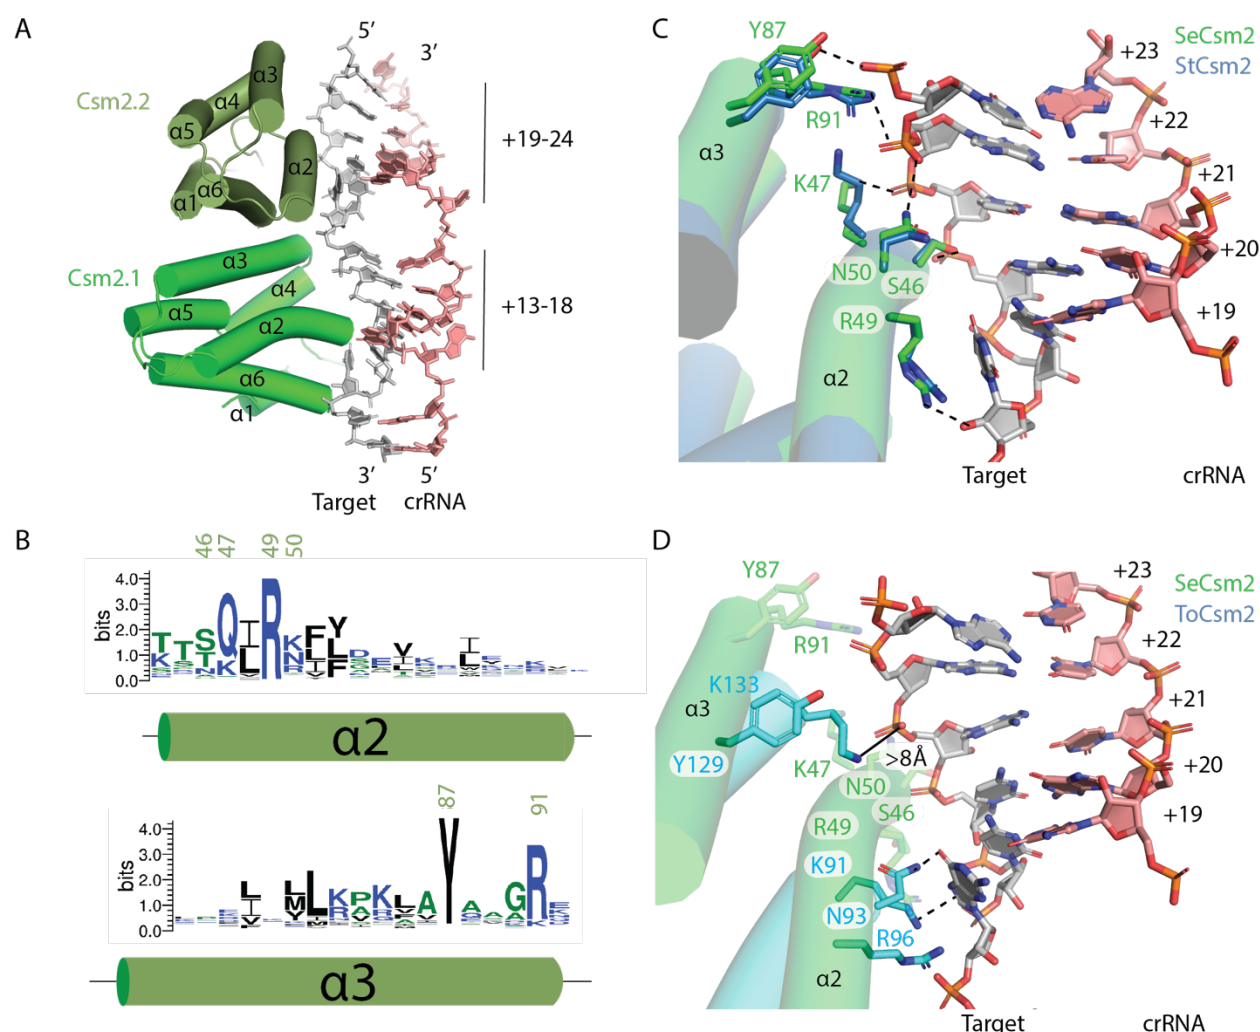 A
5′
3′
Csm2.2
α3
α4
α5
α2
α6
α1
+19-24
Csm2.1
α3
α4
α5
α2
α6
α1
+13-18
3′
5′
Target
crRNA
B
46
47
49
50
bits
4.0
3.0
2.0
1.0
0.0
α2
87
91
bits
4.0
3.0
2.0
1.0
0.0
α3
C
Y87
+23
SeCsm2
StCsm2
R91
+22
α3
K47
+21
N50
S46
+20
R49
+19
α2
Target
crRNA
D
Y87
+23
SeCsm2
ToCsm2
R91
+22
K133
α3
+21
Y129
K47
>8Å
N50
+20
S46
R49
+19
K91
N93
R96
α2
Target
crRNA